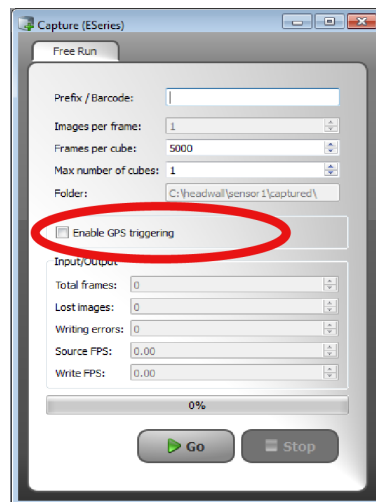 Capture (ESeries)
Free Run
Prefix / Barcode:
Images per frame: 1
Frames per cube: 5000
Max number of cubes: 1
Folder: C:\headwall\sensor1\captured\
Enable GPS triggering
Input/Output
Total frames: 0
Lost images: 0
Writing errors: 0
Source FPS: 0.00
Write FPS: 0.00
0%
Go Stop